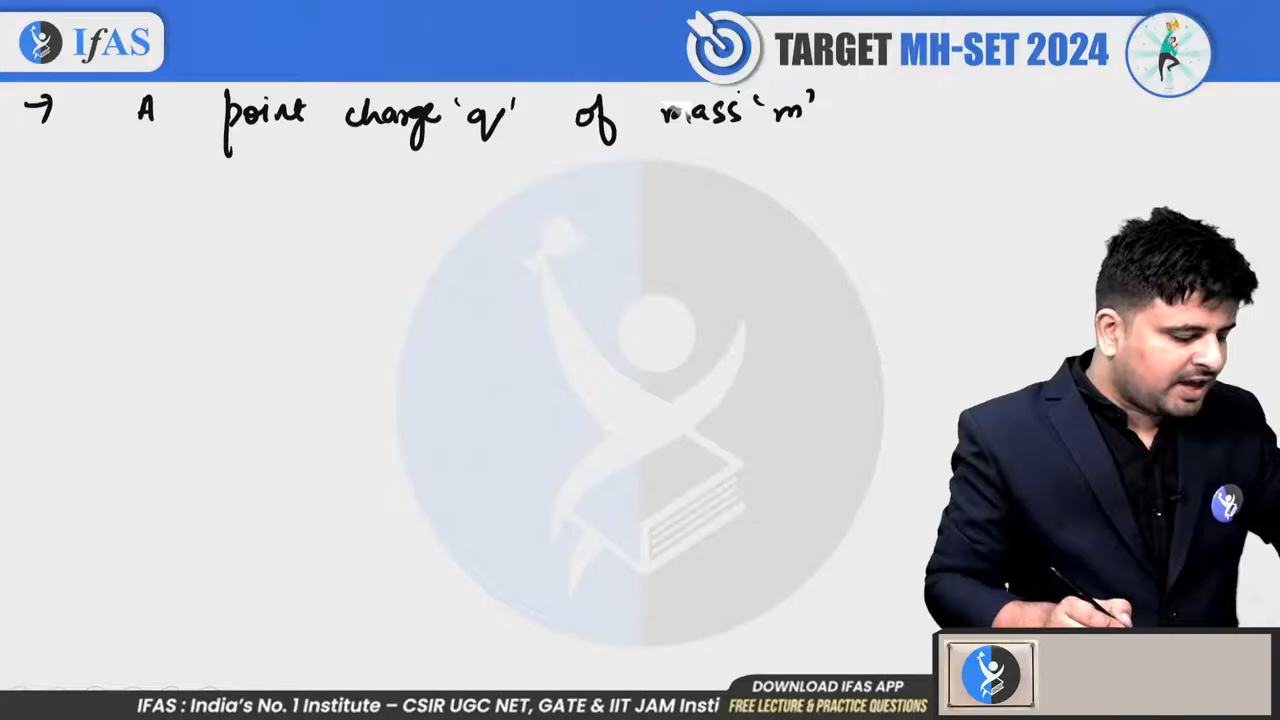 IfAS
TARGET MH-SET 2024
→ A point charge 'q' of mass 'm'
DOWNLOAD IFAS APP
IFAS : India's No. 1 Institute – CSIR UGC NET, GATE & IIT JAM Insti
FREE LECTURE & PRACTICE QUESTIONS